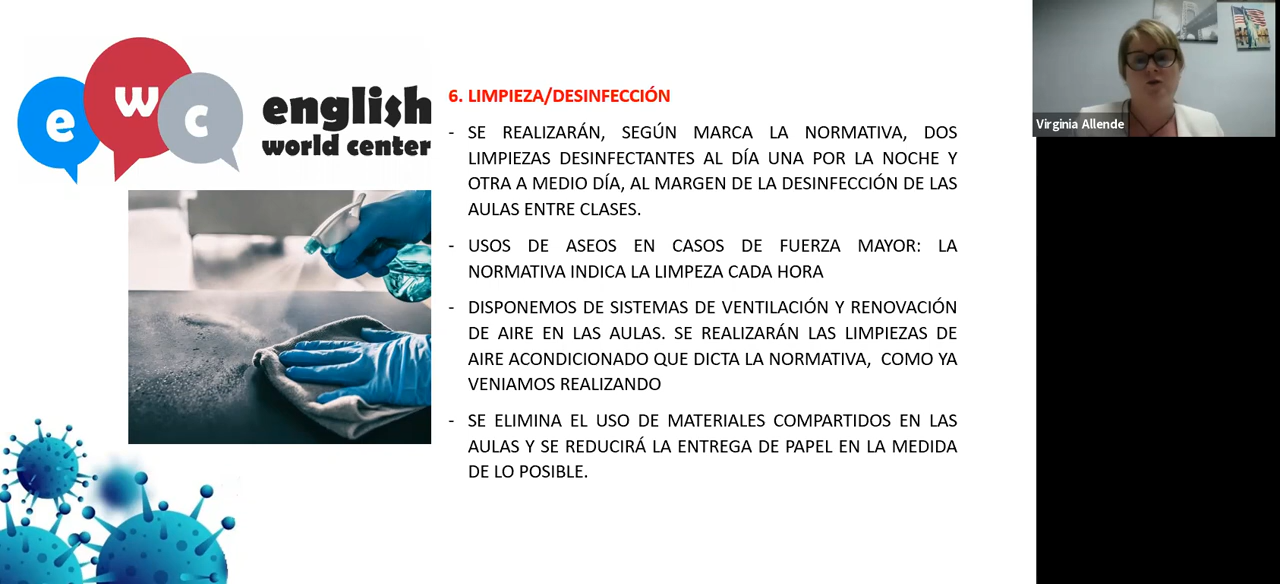 e w c
english
world center
6. LIMPIEZA/DESINFECCIÓN
- SE REALIZARÁN, SEGÚN MARCA LA NORMATIVA, DOS
LIMPIEZAS DESINFECTANTES AL DÍA UNA POR LA NOCHE Y
OTRA A MEDIO DÍA, AL MARGEN DE LA DESINFECCIÓN DE LAS
AULAS ENTRE CLASES.
- USOS DE ASEOS EN CASOS DE FUERZA MAYOR: LA
NORMATIVA INDICA LA LIMPEZA CADA HORA
- DISPONEMOS DE SISTEMAS DE VENTILACIÓN Y RENOVACIÓN
DE AIRE EN LAS AULAS. SE REALIZARÁN LAS LIMPIEZAS DE
AIRE ACONDICIONADO QUE DICTA LA NORMATIVA, COMO YA
VENIAMOS REALIZANDO
- SE ELIMINA EL USO DE MATERIALES COMPARTIDOS EN LAS
AULAS Y SE REDUCIRÁ LA ENTREGA DE PAPEL EN LA MEDIDA
DE LO POSIBLE.
Virginia Allende